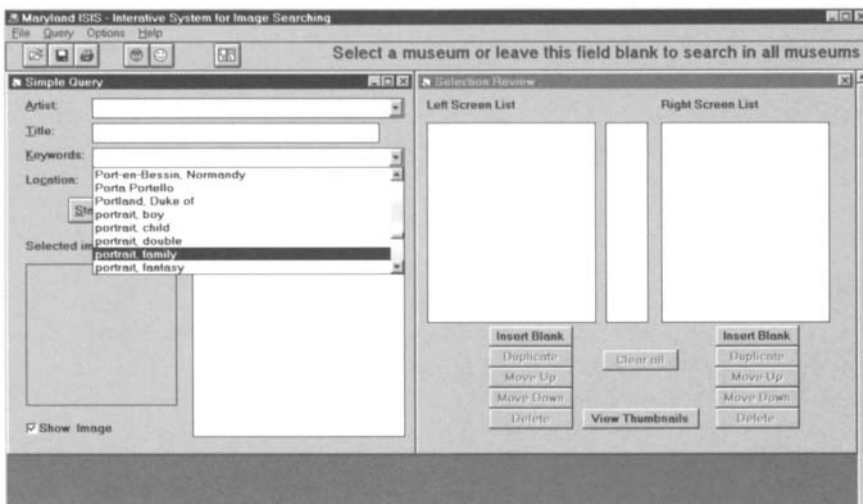 Maryland ISIS - Interative System for Image Searching
File Query Options Help
Select a museum or leave this field blank to search in all museums
Simple Query
Artist:
Title:
Keywords:
Port-en-Bessin, Normandy
Porta Portello
Portland, Duke of
portrait, boy
portrait, child
portrait, double
portrait, family
portrait, fantasy
Location:
Ste
Selected im
Show Image
Selection Review
Left Screen List
Right Screen List
Insert Blank
Duplicate
Move Up
Move Down
Delete
Clear all
View Thumbnails
Insert Blank
Duplicate
Move Up
Move Down
Delete